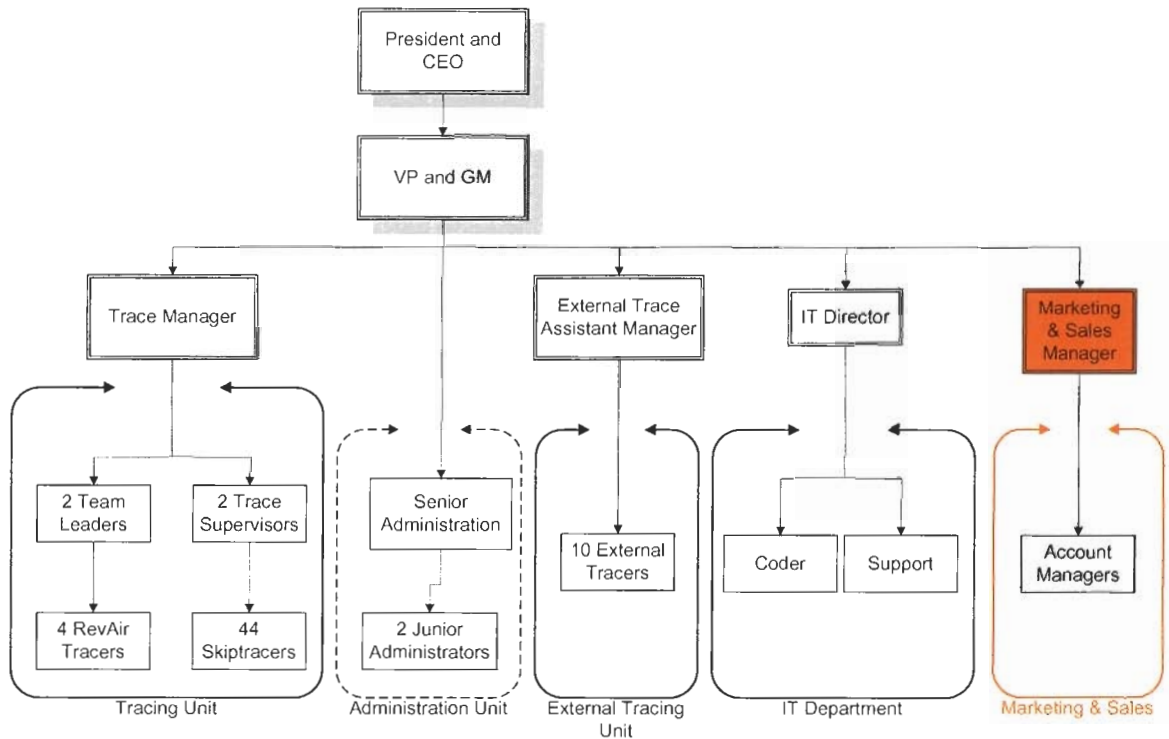 President and
CEO
VP and GM
Trace Manager
External Trace
Assistant Manager
IT Director
Marketing
& Sales
Manager
2 Team
Leaders
2 Trace
Supervisors
Senior
Administration
10 External
Tracers
Coder
Support
Account
Managers
4 RevAir
Tracers
44
Skiptracers
2 Junior
Administrators
Tracing Unit
Administration Unit
External Tracing
Unit
IT Department
Marketing & Sales